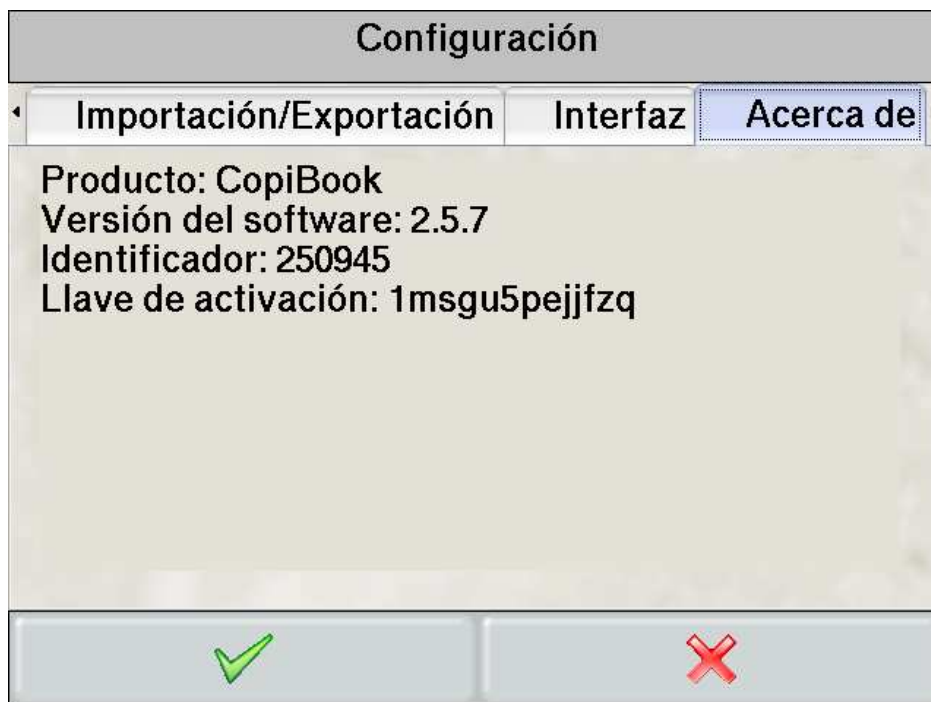 Configuración
Importación/Exportación Interfaz Acerca de
Producto: CopiBook
Versión del software: 2.5.7
Identificador: 250945
Llave de activación: 1msgu5pejjfzq